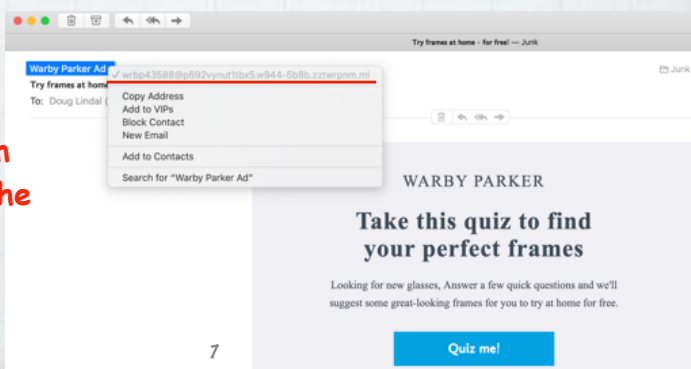 Try frames at home - for free! — Junk
Warby Parker Ad
✓ wrbp43588@p692vynut1tbx5.w944-5b8b.zztwrpnm.ml
Junk
Try frames at home
To: Doug Lindal (
Copy Address
Add to VIPs
Block Contact
New Email
Add to Contacts
Search for "Warby Parker Ad"
he
WARBY PARKER
Take this quiz to find
your perfect frames
Looking for new glasses, Answer a few quick questions and we'll
suggest some great-looking frames for you to try at home for free.
Quiz me!
7